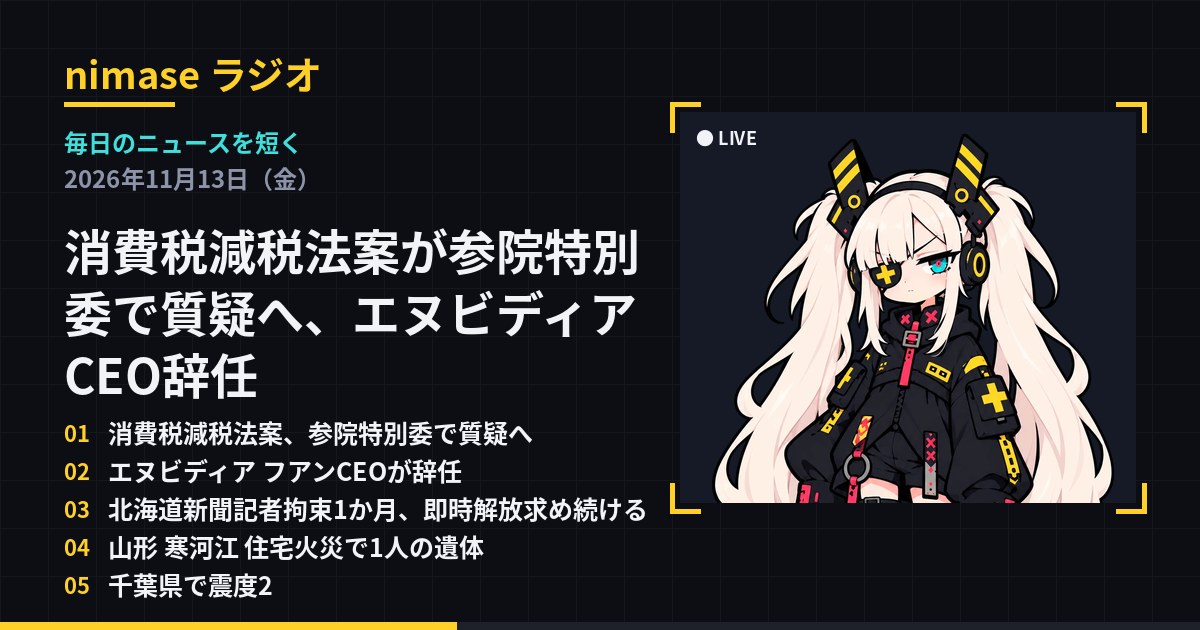 nimase ラジオ
毎日のニュースを短く
2026年11月13日（金）
消費税減税法案が参院特別
委で質疑へ、エヌビディア
CEO辞任
01 消費税減税法案、参院特別委で質疑へ
02 エヌビディア フアンCEOが辞任
03 北海道新聞記者拘束1か月、即時解放求め続ける
04 山形 寒河江 住宅火災で1人の遺体
05 千葉県で震度2
LIVE